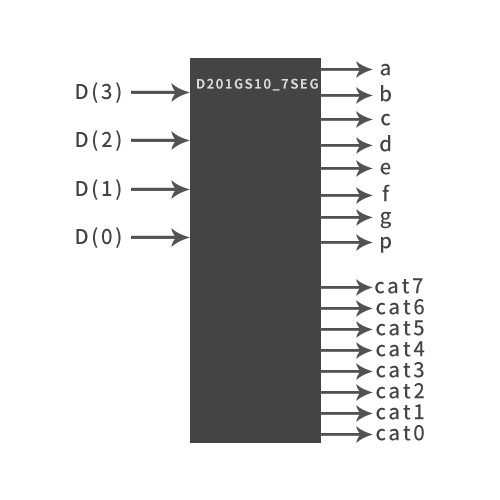 D201GS10_7SEG
D(3)
D(2)
D(1)
D(0)
a
b
c
d
e
f
g
p
cat7
cat6
cat5
cat4
cat3
cat2
cat1
cat0